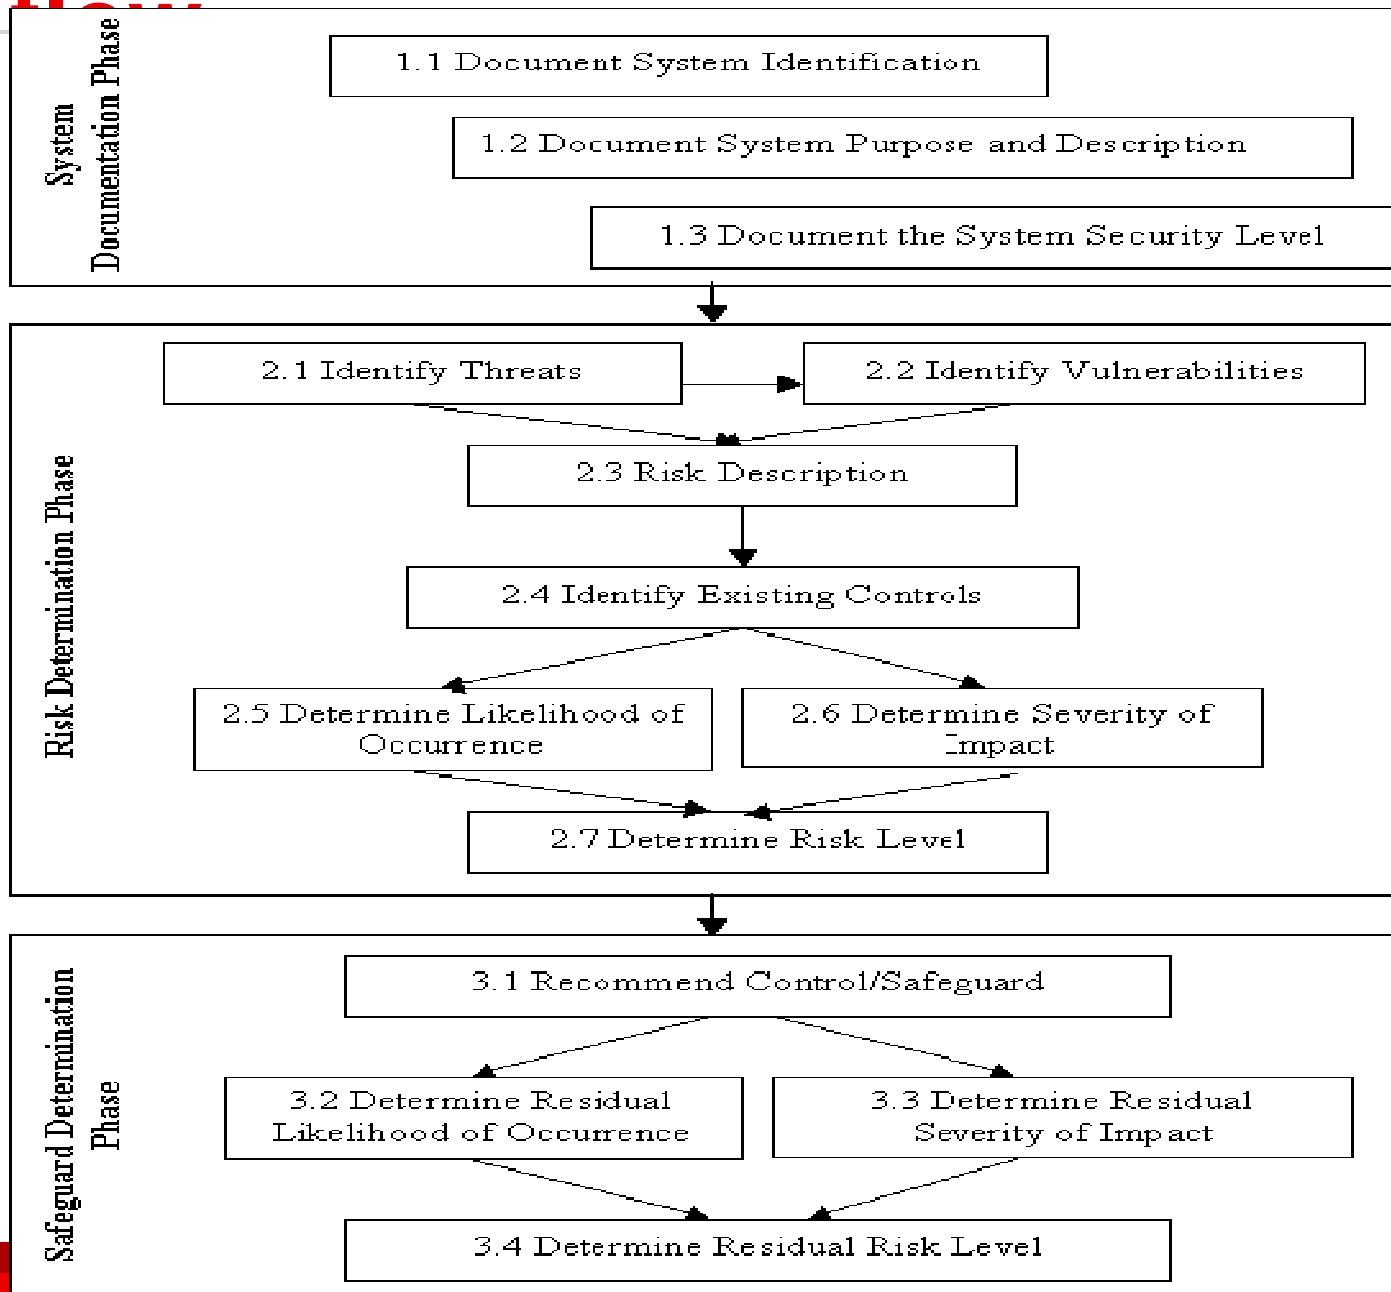 flow
System
Documentation Phase
1.1 Document System Identification
1.2 Document System Purpose and Description
1.3 Document the System Security Level
Risk Determination Phase
2.1 Identify Threats
2.2 Identify Vulnerabilities
2.3 Risk Description
2.4 Identify Existing Controls
2.5 Determine Likelihood of
Occurrence
2.6 Determine Severity of
Impact
2.7 Determine Risk Level
Safeguard Determination
Phase
3.1 Recommend Control/Safeguard
3.2 Determine Residual
Likelihood of Occurrence
3.3 Determine Residual
Severity of Impact
3.4 Determine Residual Risk Level